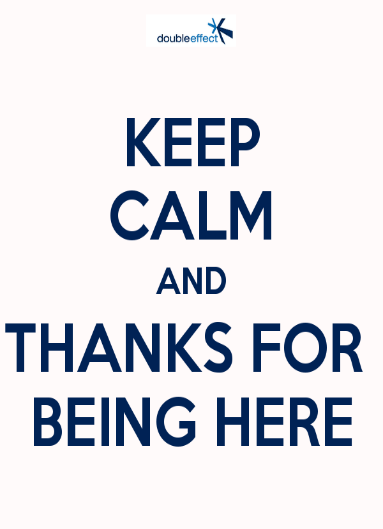 doubleeffect
KEEP
CALM
AND
THANKS FOR
BEING HERE